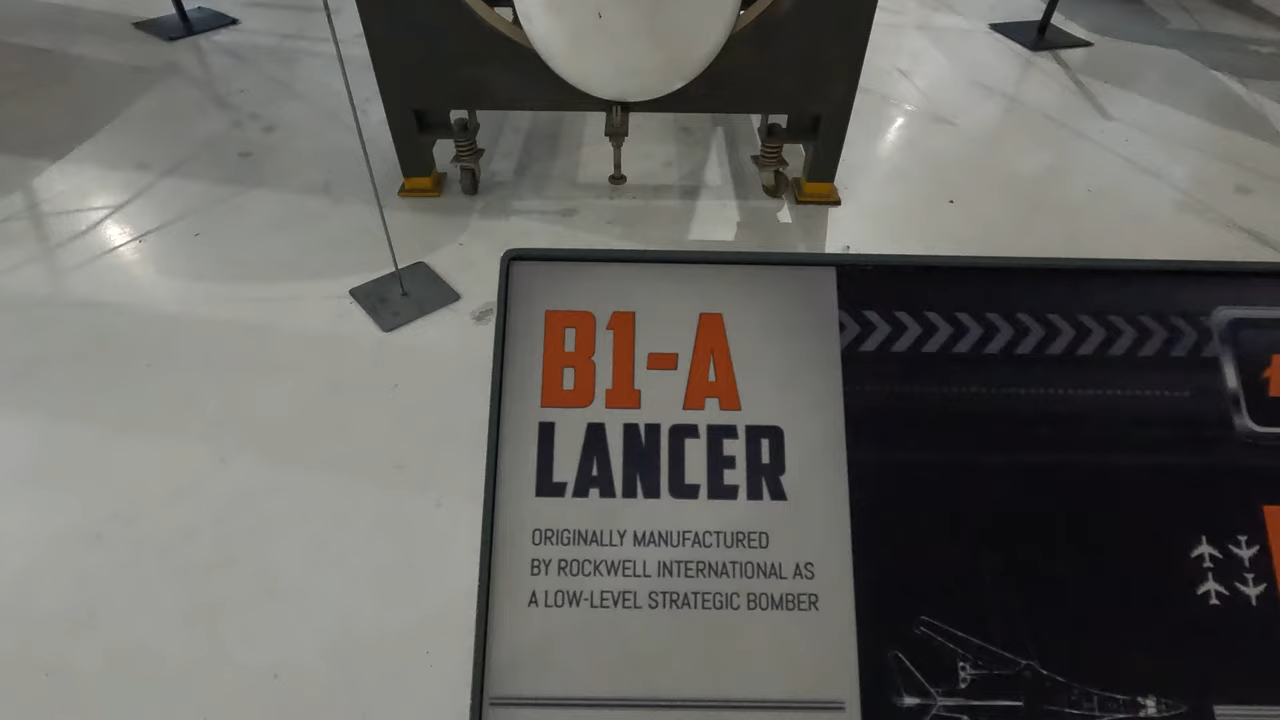 B1-A
LANCER
ORIGINALLY MANUFACTURED
BY ROCKWELL INTERNATIONAL AS
A LOW-LEVEL STRATEGIC BOMBER